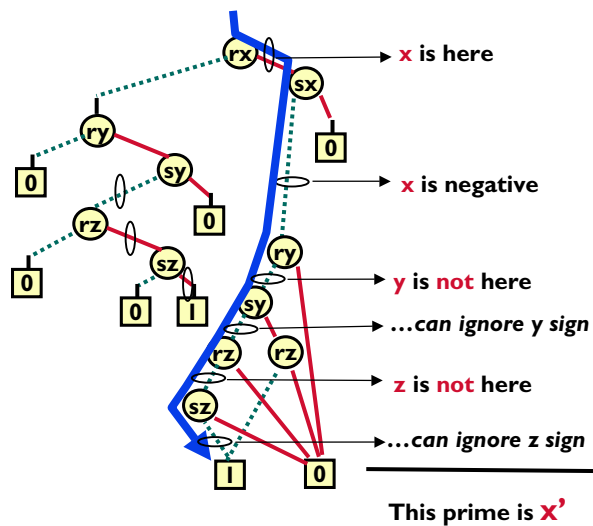 rx
x is here
sx
ry
0
0
sy
x is negative
0
rz
ry
sz
0
y is not here
sy
0
1
...can ignore y sign
rz
rz
z is not here
sz
...can ignore z sign
1
0
This prime is x'